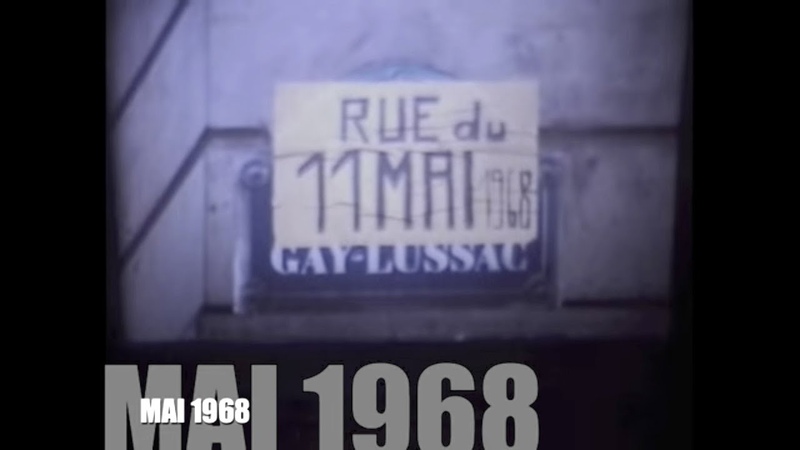 RUE du
11 MAI 1968
GAY-LUSSAC
MAI 1968
MAI 1968